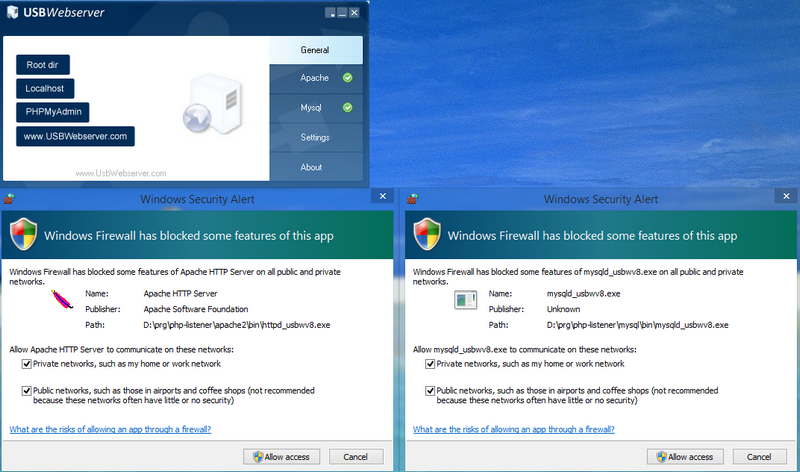 USBWebserver
Root dir
Localhost
PHPMyAdmin
www.USBWebserver.com
www.UsbWebserver.com
General
Apache
Mysql
Settings
About
Windows Security Alert
Windows Firewall has blocked some features of this app
Windows Firewall has blocked some features of Apache HTTP Server on all public and private
networks.
Name: Apache HTTP Server
Publisher: Apache Software Foundation
Path: D:\prg\php-listener\apache2\bin\httpd_usbwv8.exe
Allow Apache HTTP Server to communicate on these networks:
Private networks, such as my home or work network
Public networks, such as those in airports and coffee shops (not recommended
because these networks often have little or no security)
What are the risks of allowing an app through a firewall?
Allow access Cancel
Windows Security Alert
Windows Firewall has blocked some features of this app
Windows Firewall has blocked some features of mysqld_usbwv8.exe on all public and private
networks.
Name: mysqld_usbwv8.exe
Publisher: Unknown
Path: D:\prg\php-listener\mysql\bin\mysqld_usbwv8.exe
Allow mysqld_usbwv8.exe to communicate on these networks:
Private networks, such as my home or work network
Public networks, such as those in airports and coffee shops (not recommended
because these networks often have little or no security)
What are the risks of allowing an app through a firewall?
Allow access Cancel